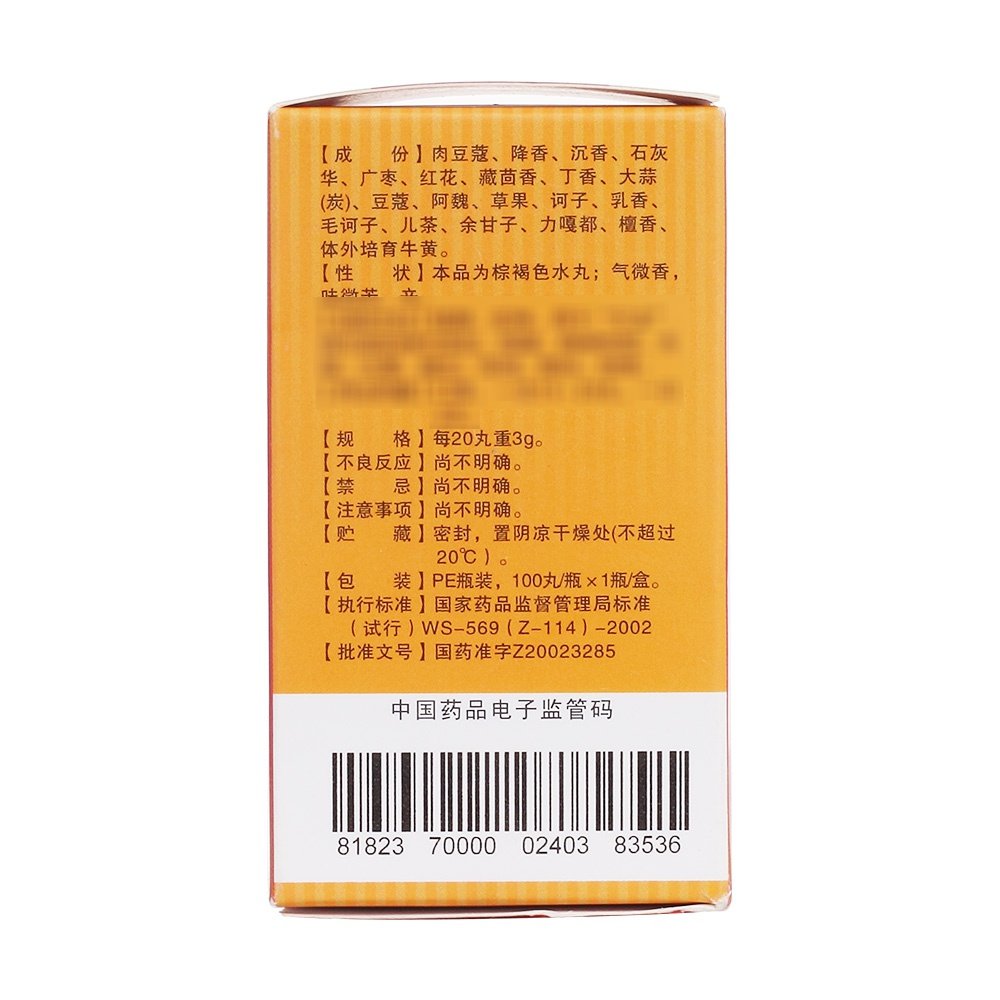 【成　份】肉豆蔻、降香、沉香、石灰
华、广枣、红花、藏茴香、丁香、大蒜
(炭)、豆蔻、阿魏、草果、诃子、乳香、
毛诃子、儿茶、余甘子、力嘎都、檀香、
体外培育牛黄。
【性　状】本品为棕褐色水丸；气微香，
味微苦、辛
【规　格】每20丸重3g。
【不良反应】尚不明确。
【禁　忌】尚不明确。
【注意事项】尚不明确。
【贮　藏】密封，置阴凉干燥处(不超过
20℃）。
【包　装】PE瓶装，100丸/瓶×1瓶/盒。
【执行标准】国家药品监督管理局标准
（试行）WS-569（Z-114）-2002
【批准文号】国药准字Z20023285
中国药品电子监管码
81823 70000 02403 83536